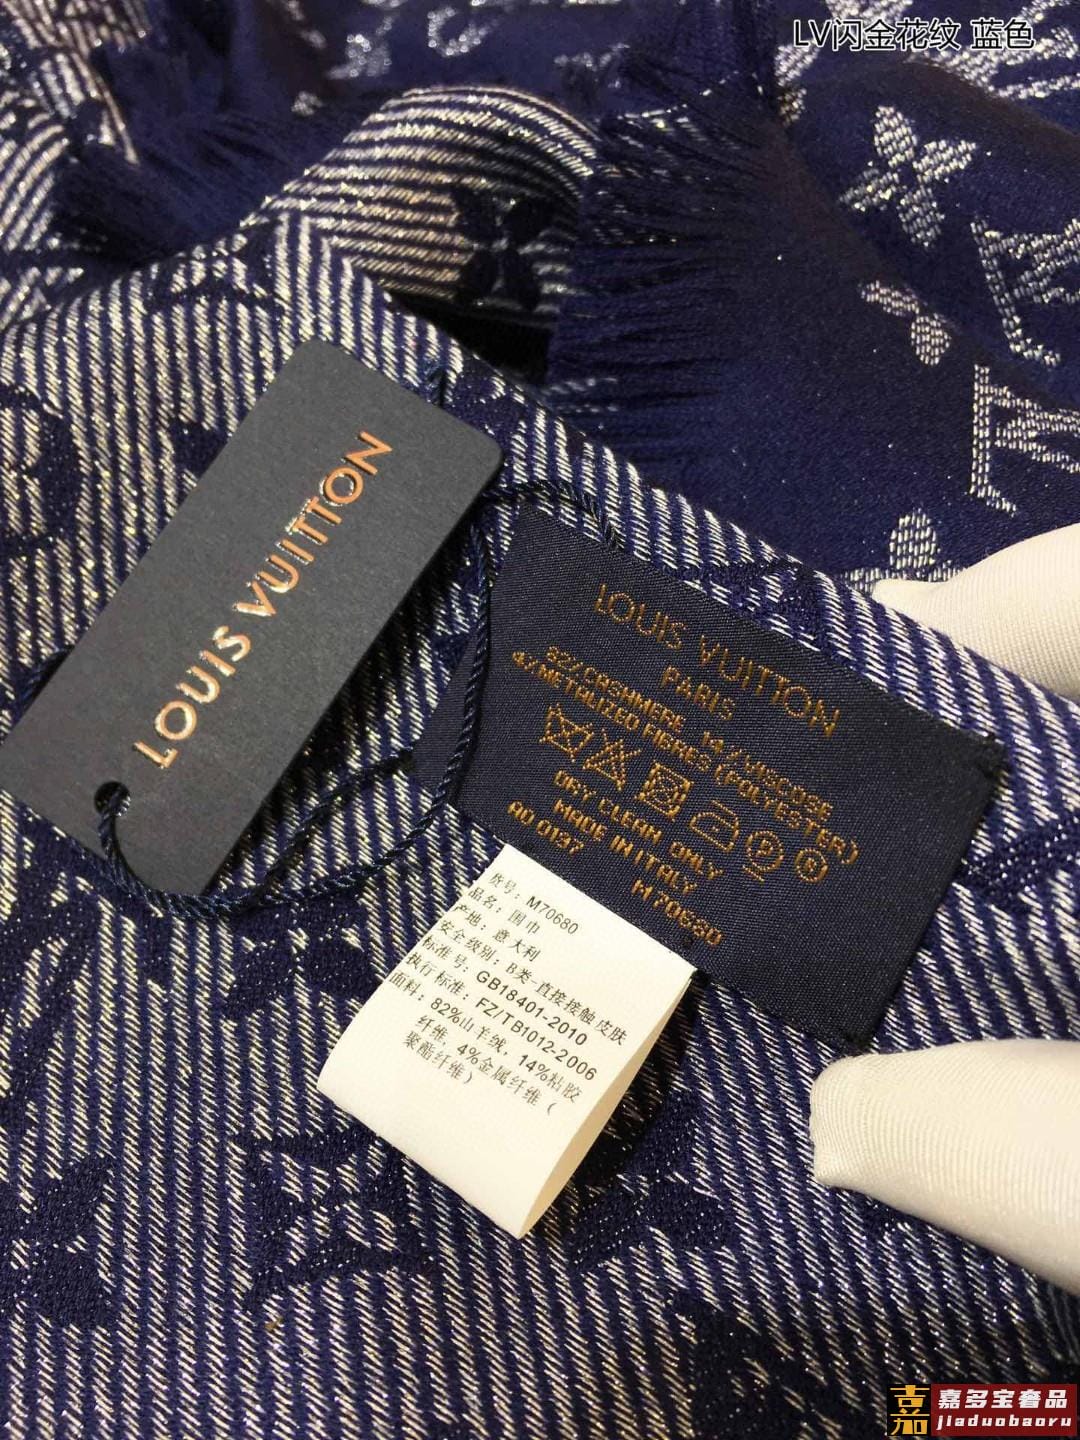 LV闪金花纹 蓝色
LOUIS VUITTON
LOUIS VUITTON
PARIS
82%CASHMERE 14%VISCOSE
4%METALIZED FIBRES(POLYESTER)
DRY CLEAN ONLY
MADE IN ITALY
AD 0197
M70680
货号：M70680
品名：围巾
产地：意大利
安全级别：B类-直接接触皮肤
标准号：GB18401-2010
执行标准：FZ/TB1012-2006
面料：82%山羊绒，14%粘胶
纤维，4%金属纤维（
聚酯纤维）
嘉多宝奢品
jiaduobaoru